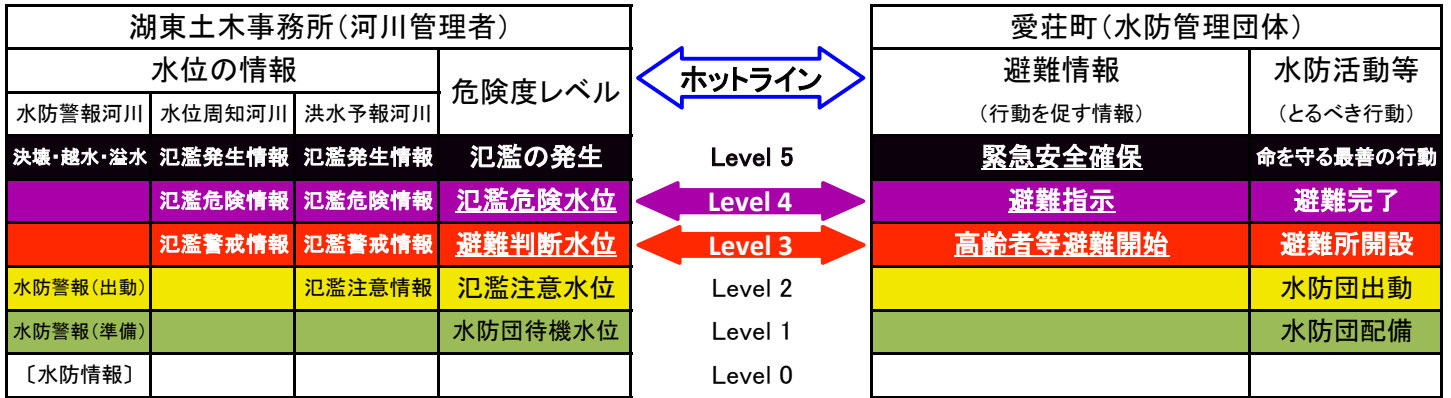 湖東土木事務所(河川管理者)
ホットライン
愛荘町(水防管理団体)
水位の情報 危険度レベル 避難情報 水防活動等
水防警報河川 水位周知河川 洪水予報河川 (行動を促す情報) (とるべき行動)
決壊・越水・溢水 氾濫発生情報 氾濫発生情報 氾濫の発生 Level 5 緊急安全確保 命を守る最善の行動
氾濫危険情報 氾濫危険情報 氾濫危険水位 Level 4 避難指示 避難完了
氾濫警戒情報 氾濫警戒情報 避難判断水位 Level 3 高齢者等避難開始 避難所開設
水防警報(出動) 氾濫注意情報 氾濫注意水位 Level 2 水防団出動
水防警報(準備) 水防団待機水位 Level 1 水防団配備
〔水防情報〕 Level 0